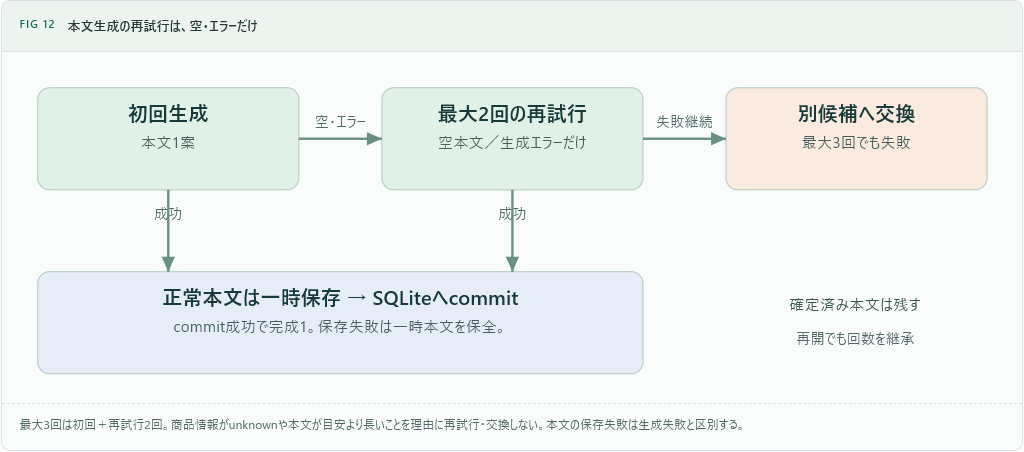 FIG 12 本文生成の再試行は、空・エラーだけ
初回生成
本文1案
空・エラー
最大2回の再試行
空本文／生成エラーだけ
失敗継続
別候補へ交換
最大3回でも失敗
成功
成功
正常本文は一時保存 → SQLiteへcommit
commit成功で完成1。保存失敗は一時本文を保全。
確定済み本文は残す
再開でも回数を継承
最大3回は初回＋再試行2回。商品情報がunknownや本文が目安より長いことを理由に再試行・交換しない。本文の保存失敗は生成失敗と区別する。